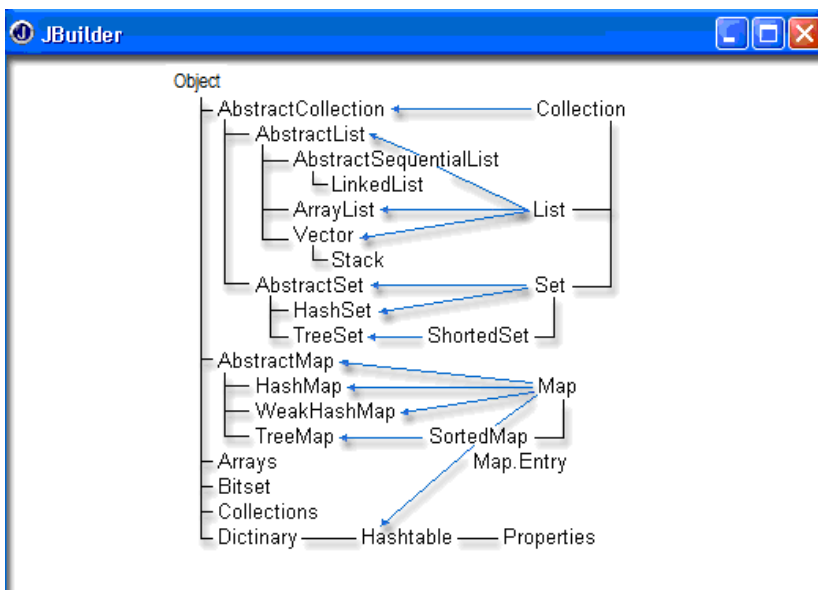 JBuilder
Object
AbstractCollection Collection
AbstractList
AbstractSequentialList
LinkedList
ArrayList List
Vector
Stack
AbstractSet Set
HashSet
TreeSet ShortedSet
AbstractMap
HashMap Map
WeakHashMap
TreeMap SortedMap
Arrays Map.Entry
Bitset
Collections
Dictinary Hashtable Properties